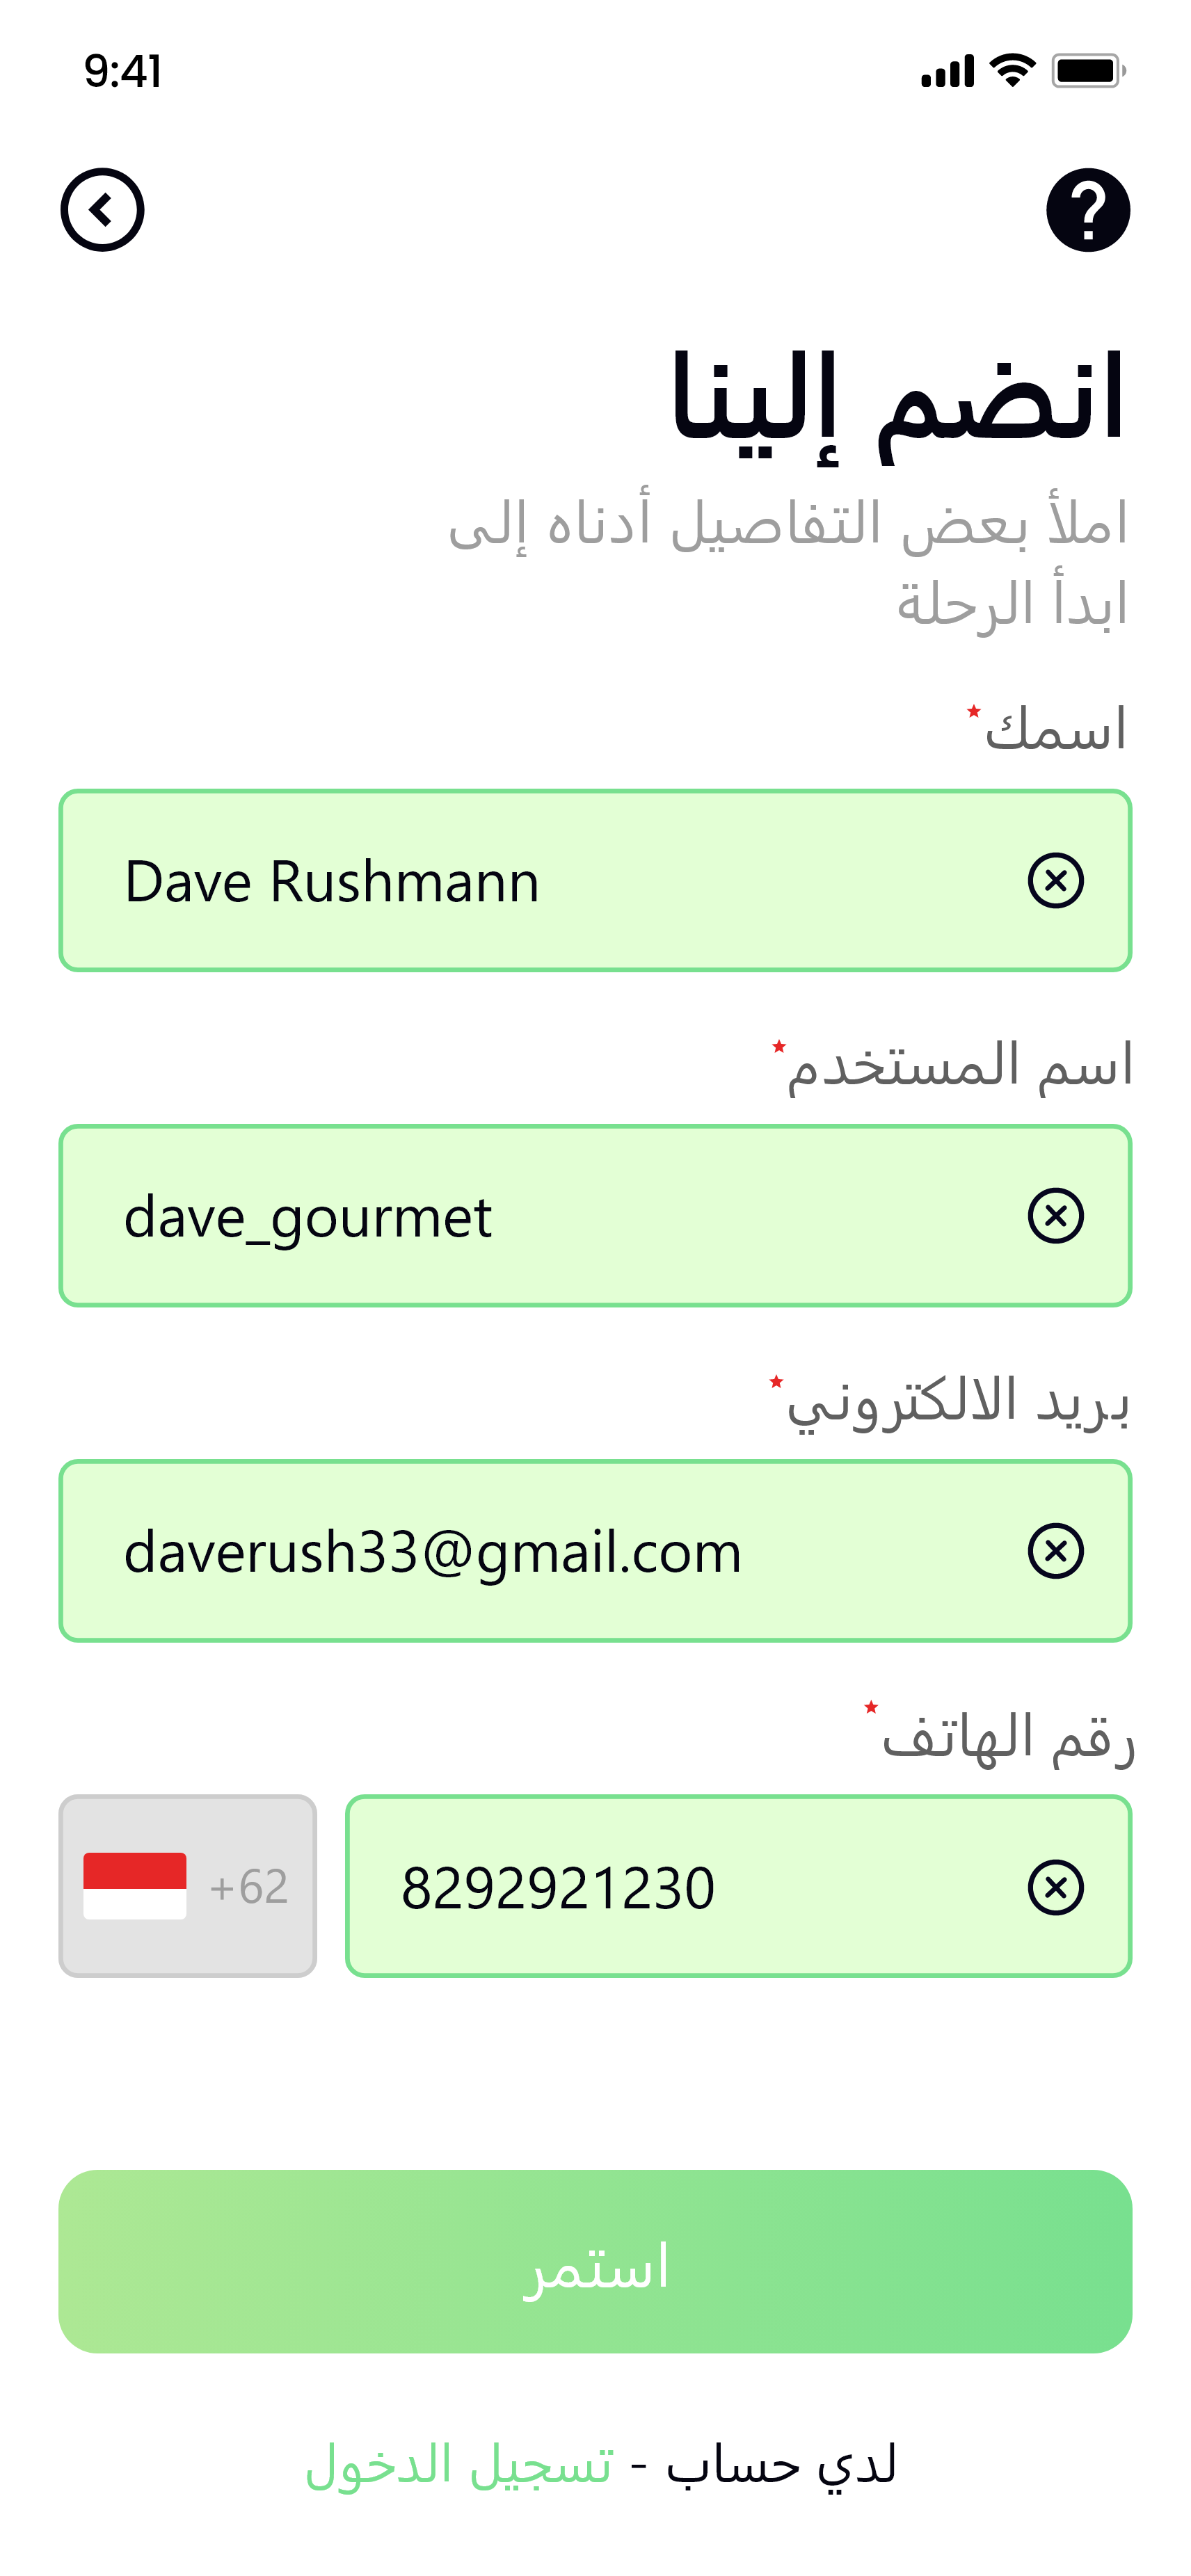 9:41
انضم إلينا
املأ بعض التفاصيل أدناه إلى
ابدأ الرحلة
اسمك*
Dave Rushmann
اسم المستخدم*
dave_gourmet
بريد الالكتروني*
daverush33@gmail.com
رقم الهاتف*
+62 8292921230
استمر
لدي حساب - تسجيل الدخول